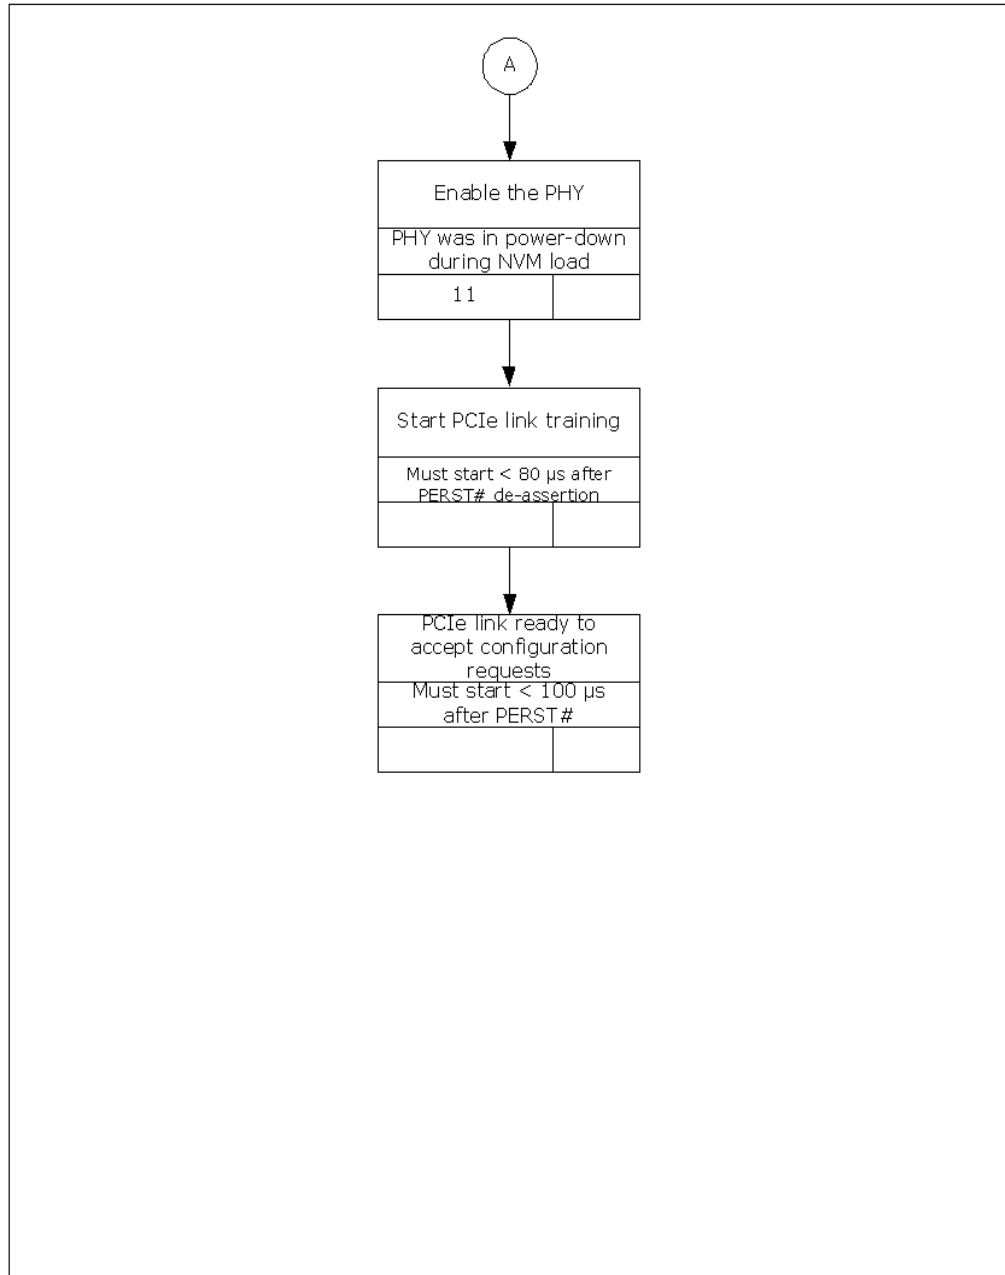 A
Enable the PHY
PHY was in power-down
during NVM load
11
Start PCIe link training
Must start < 80 µs after
PERST# de-assertion
PCIe link ready to
accept configuration
requests
Must start < 100 µs
after PERST#